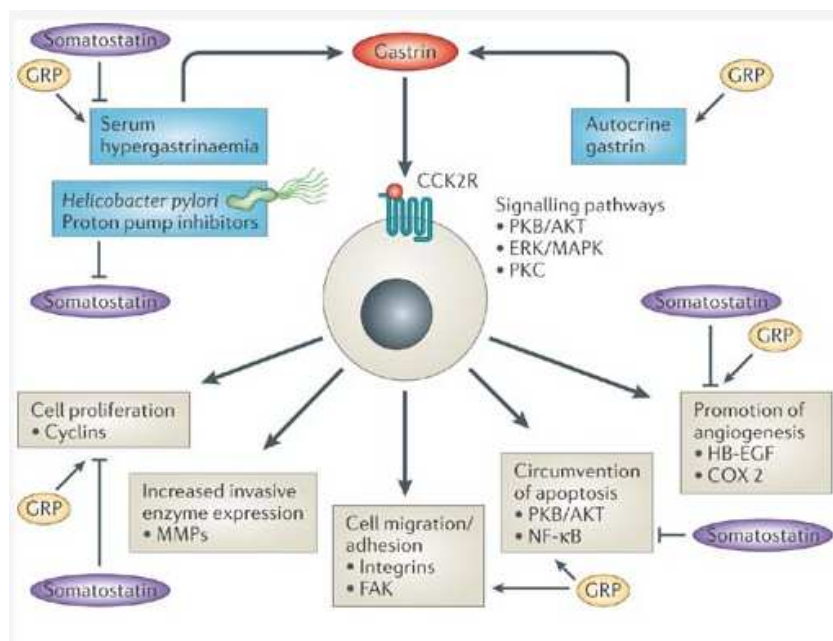 Somatostatin
GRP
Gastrin
GRP
Serum
hypergastrinaemia
Autocrine
gastrin
CCK2R
Helicobacter pylori
Proton pump inhibitors
Signalling pathways
• PKB/AKT
• ERK/MAPK
• PKC
Somatostatin
Somatostatin
GRP
Cell proliferation
• Cyclins
Promotion of
angiogenesis
• HB-EGF
• COX 2
GRP
Increased invasive
enzyme expression
• MMPs
Cell migration/
adhesion
• Integrins
• FAK
Circumvention
of apoptosis
• PKB/AKT
• NF-κB
Somatostatin
Somatostatin
GRP